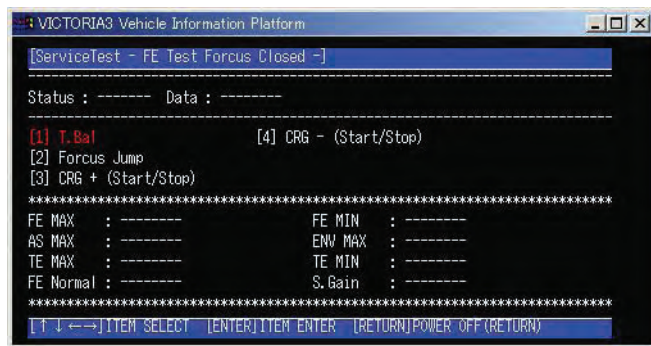 VICTORIA3 Vehicle Information Platform
[ServiceTest - FE Test Forcus Closed -]
--------------------------------------------------------------------------------
Status : ------- Data : --------
--------------------------------------------------------------------------------
[1] T.Bal [4] CRG - (Start/Stop)
[2] Forcus Jump
[3] CRG + (Start/Stop)
********************************************************************************
FE MAX : -------- FE MIN : --------
AS MAX : -------- ENV MAX : --------
TE MAX : -------- TE MIN : --------
FE Normal : -------- S.Gain : --------
********************************************************************************
[↑↓←→]ITEM SELECT [ENTER]ITEM ENTER [RETURN]POWER OFF(RETURN)